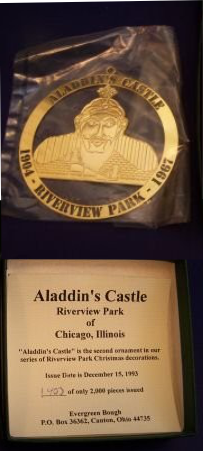 ALADDIN'S CASTLE
1904 - RIVERVIEW PARK - 1967
Aladdin's Castle
Riverview Park
of
Chicago, Illinois
"Aladdin's Castle" is the second ornament in our
series of Riverview Park Christmas decorations.
Issue Date is December 15, 1993
of only 2,000 pieces issued
Evergreen Bough
P.O. Box 36362, Canton, Ohio 44735